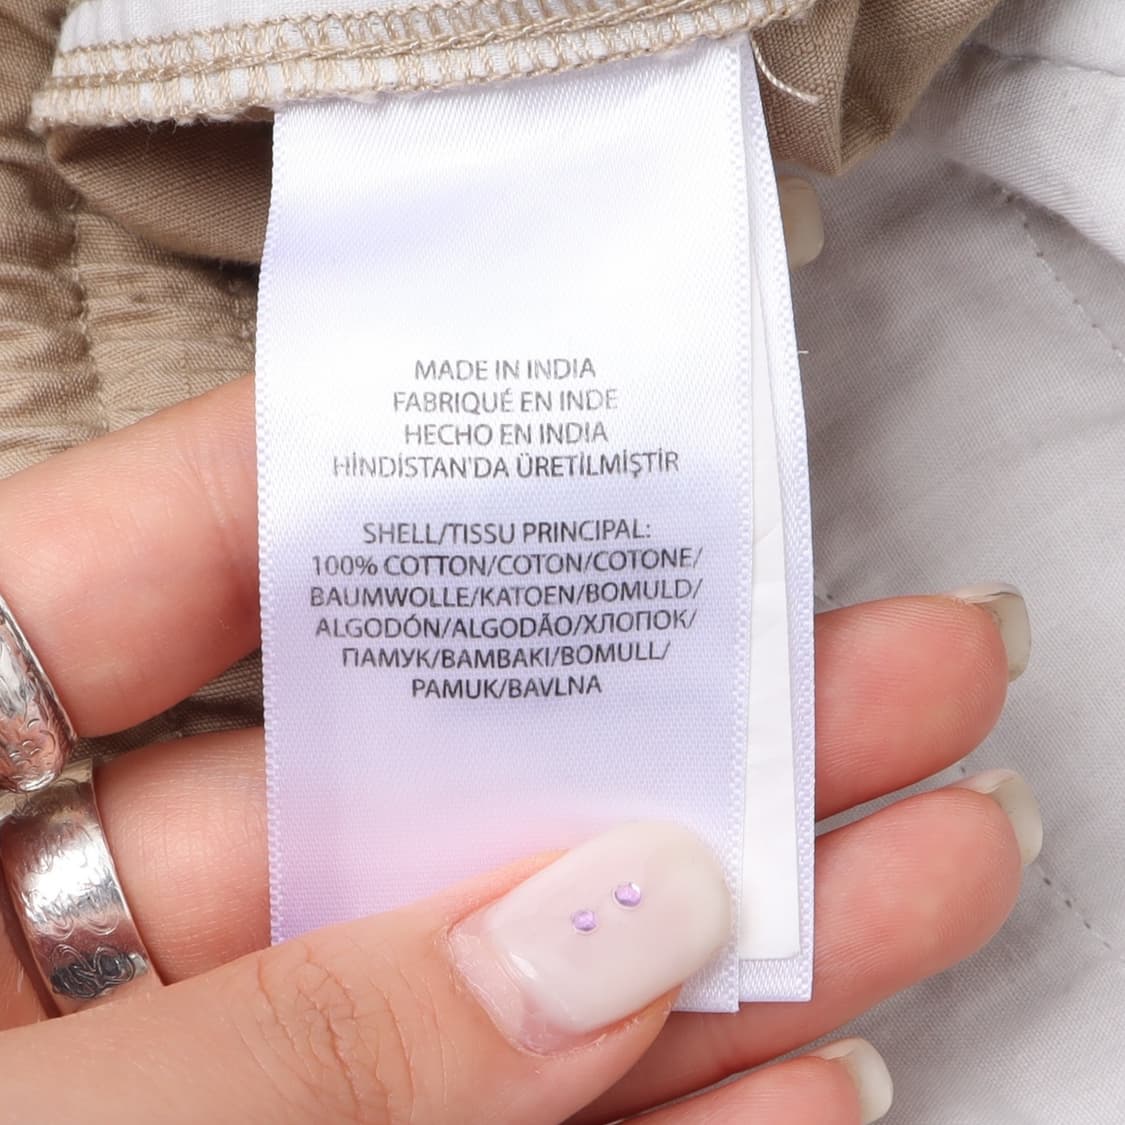 MADE IN INDIA
FABRIQUÉ EN INDE
HECHO EN INDIA
HİNDİSTAN'DA ÜRETİLMİŞTİR
SHELL/TISSU PRINCIPAL:
100% COTTON/COTON/COTONE/
BAUMWOLLE/KATOEN/BOMULD/
ALGODÓN/ALGODÃO/ХЛОПОК/
ПАМУК/BAMBAKI/BOMULL/
PAMUK/BAVLNA